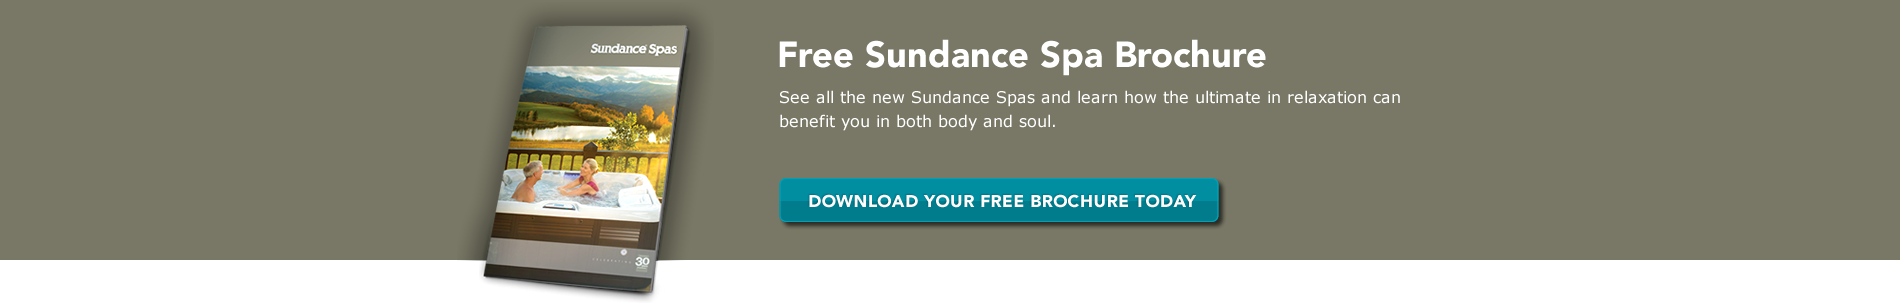 Sundance Spas
Free Sundance Spa Brochure
See all the new Sundance Spas and learn how the ultimate in relaxation can
benefit you in both body and soul.
DOWNLOAD YOUR FREE BROCHURE TODAY
30